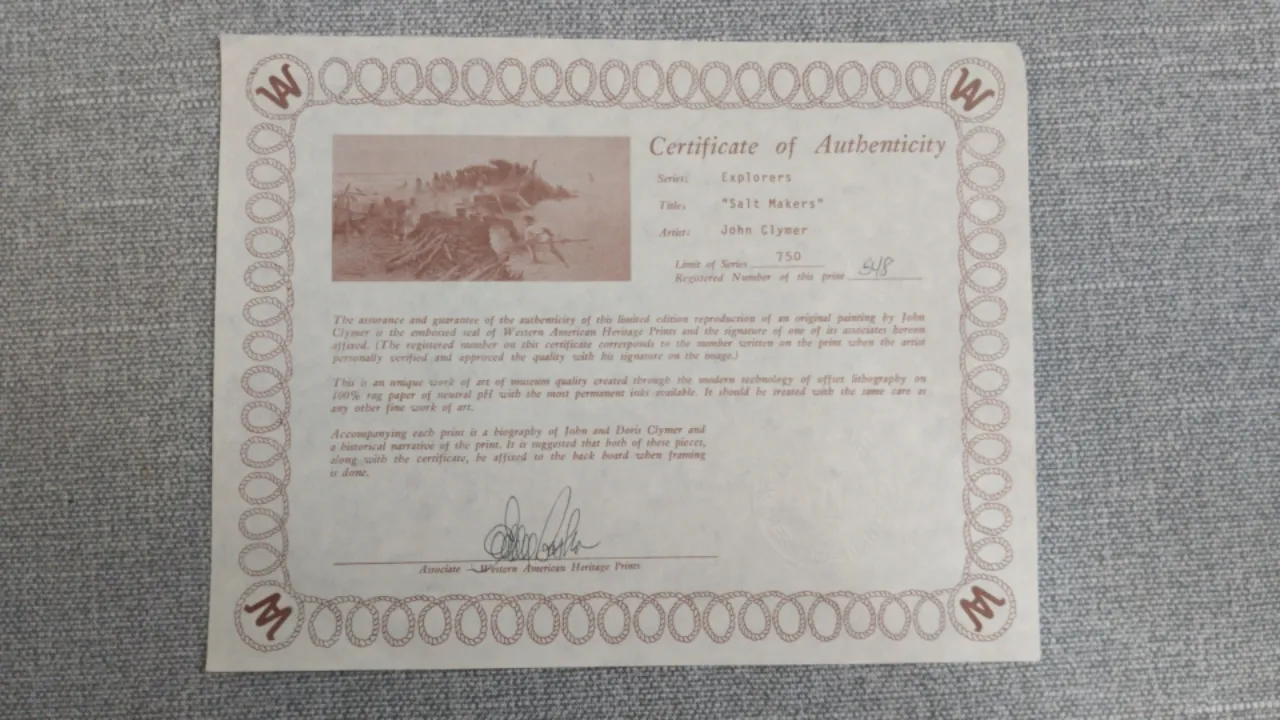 Certificate of Authenticity
Series: Explorers
Title: "Salt Makers"
Artist: John Clymer
Limit of Series 750
Registered Number of this print 548
The assurance and guarantee of the authenticity of this limited edition reproduction of an original painting by John
Clymer is the embossed seal of Western American Heritage Prints and the signature of one of its associates hereon
affixed. (The registered number on this certificate corresponds to the number written on the print when the artist
personally verified and approved the quality with his signature on the image.)
This is an unique work of art of museum quality created through the modern technology of offset lithography on
100% rag paper of neutral pH with the most permanent inks available. It should be treated with the same care as
any other fine work of art.
Accompanying each print is a biography of John and Doris Clymer and
a historical narrative of the print. It is suggested that both of these pieces,
along with the certificate, be affixed to the back board when framing
is done.
Associate — Western American Heritage Prints